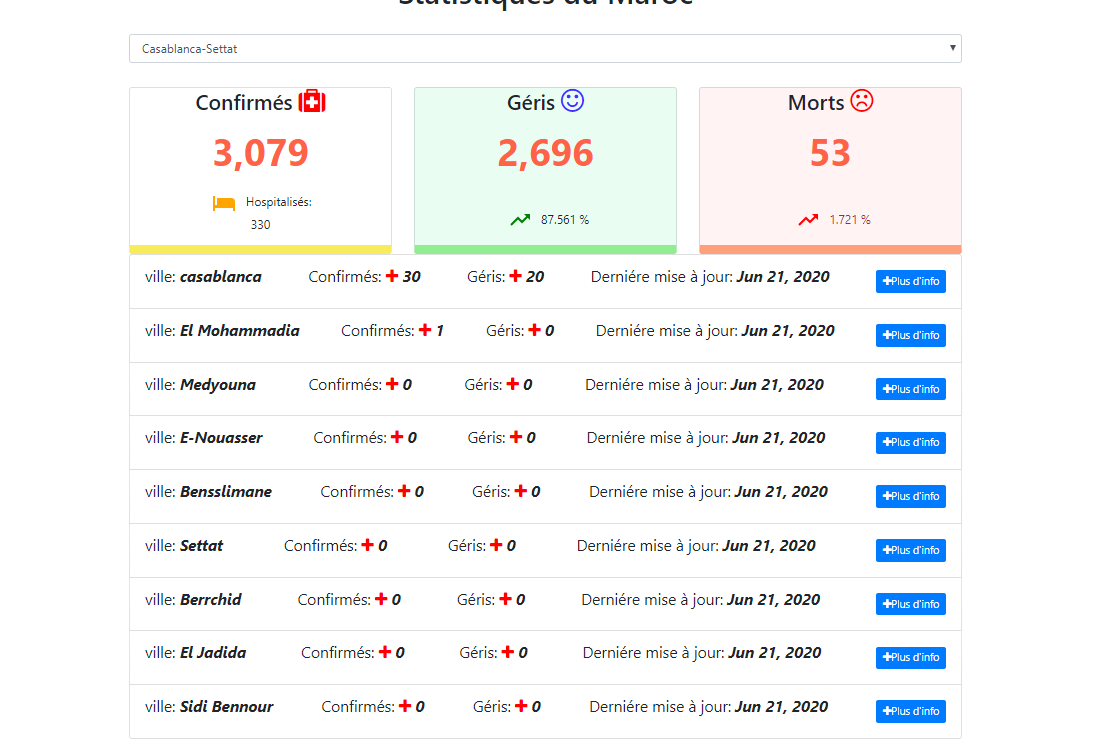 Statistiques du Maroc
Casablanca-Settat
Confirmés
3,079
Hospitalisés:
330
Géris
2,696
87.561 %
Morts
53
1.721 %
ville: casablanca Confirmés: + 30 Géris: + 20 Derniére mise à jour: Jun 21, 2020 +Plus d'info
ville: El Mohammadia Confirmés: + 1 Géris: + 0 Derniére mise à jour: Jun 21, 2020 +Plus d'info
ville: Medyouna Confirmés: + 0 Géris: + 0 Derniére mise à jour: Jun 21, 2020 +Plus d'info
ville: E-Nouasser Confirmés: + 0 Géris: + 0 Derniére mise à jour: Jun 21, 2020 +Plus d'info
ville: Bensslimane Confirmés: + 0 Géris: + 0 Derniére mise à jour: Jun 21, 2020 +Plus d'info
ville: Settat Confirmés: + 0 Géris: + 0 Derniére mise à jour: Jun 21, 2020 +Plus d'info
ville: Berrchid Confirmés: + 0 Géris: + 0 Derniére mise à jour: Jun 21, 2020 +Plus d'info
ville: El Jadida Confirmés: + 0 Géris: + 0 Derniére mise à jour: Jun 21, 2020 +Plus d'info
ville: Sidi Bennour Confirmés: + 0 Géris: + 0 Derniére mise à jour: Jun 21, 2020 +Plus d'info